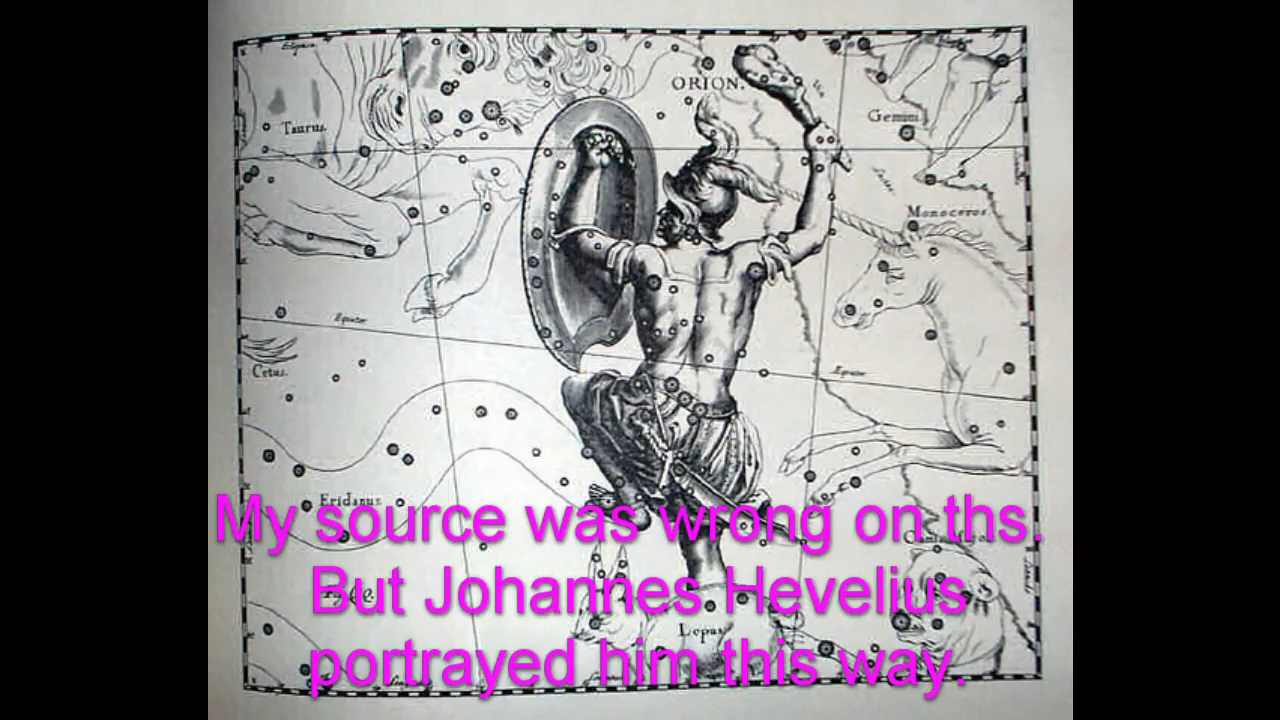 ORION.
Taurus.
Gemini
Monoceros
Cetus.
Eridanus
Lepus
My source was wrong on ths.
But Johannes Hevelius
portrayed him this way.